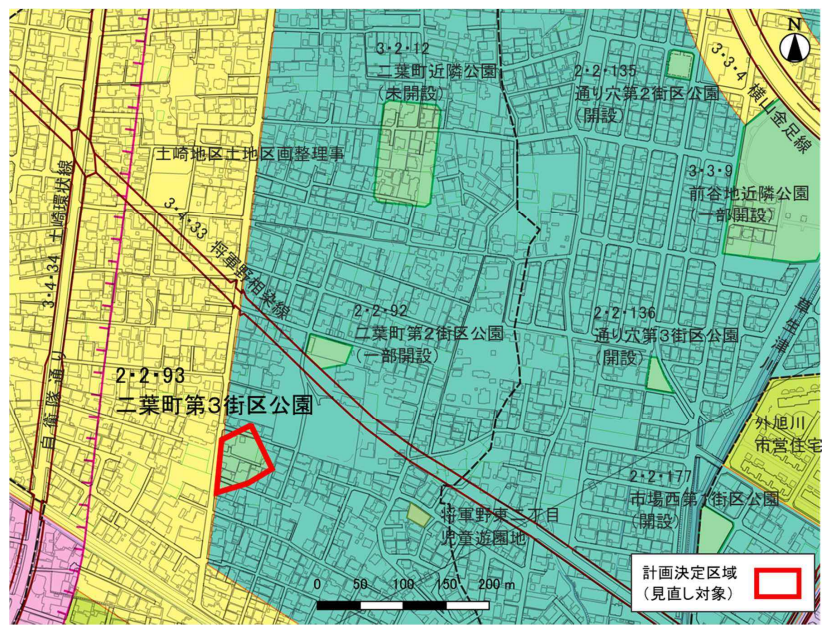 N
3・2・12
二葉町近隣公園
(未開設)
2・2・135
通り穴第2街区公園
(開設)
3・3・4 横山金足線
土崎地区土地区画整理事
3・3・9
前谷地近隣公園
(一部開設)
3・4・34 土崎環状線
3・4・33 将軍野相染線
2・2・92
二葉町第2街区公園
(一部開設)
2・2・136
通り穴第3街区公園
(開設)
草生津川
自衛隊通り
2・2・93
二葉町第3街区公園
外旭川
市営住宅
2・2・177
市場西第1街区公園
(開設)
将軍野東二丁目
児童遊園地
0 50 100 150 200 m
計画決定区域
(見直し対象)